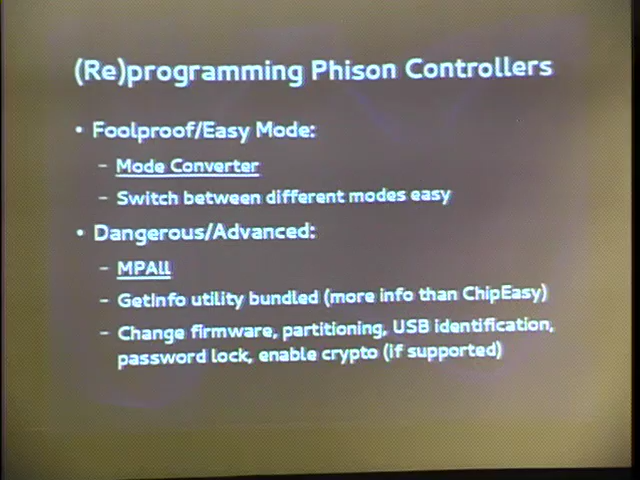 (Re)programming Phison Controllers
• Foolproof/Easy Mode:
– Mode Converter
– Switch between different modes easy
• Dangerous/Advanced:
– MPAll
– GetInfo utility bundled (more info than ChipEasy)
– Change firmware, partitioning, USB identification,
password lock, enable crypto (if supported)